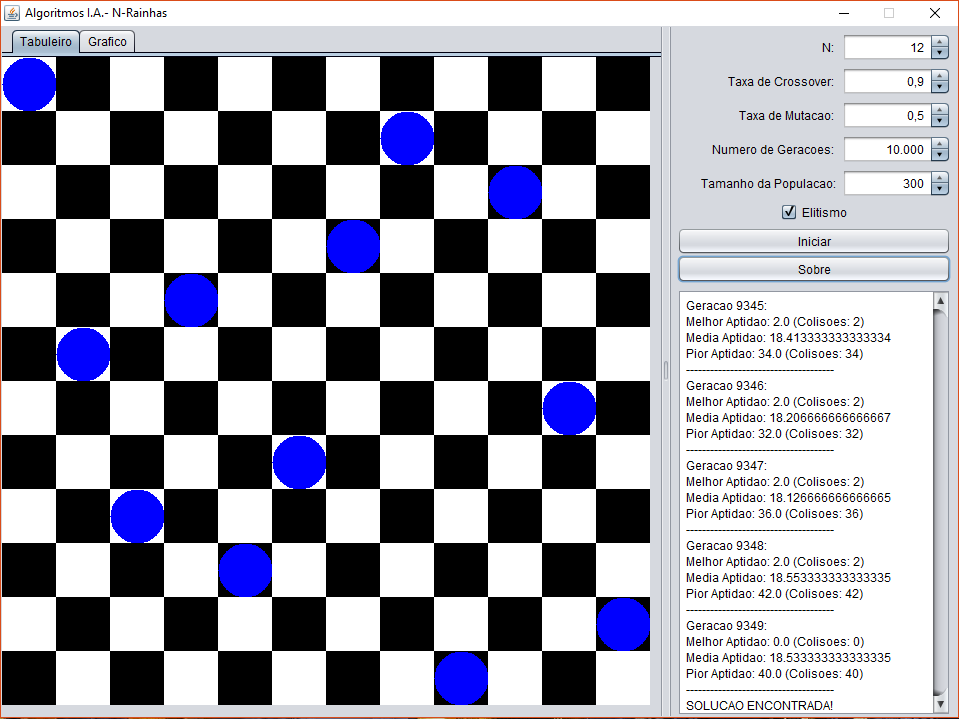 Algoritmos I.A.- N-Rainhas
Tabuleiro
Grafico
N: 12
Taxa de Crossover: 0,9
Taxa de Mutacao: 0,5
Numero de Geracoes: 10.000
Tamanho da Populacao: 300
Elitismo
Iniciar
Sobre
Geracao 9345:
Melhor Aptidao: 2.0 (Colisoes: 2)
Media Aptidao: 18.413333333333334
Pior Aptidao: 34.0 (Colisoes: 34)
-------------------------------------
Geracao 9346:
Melhor Aptidao: 2.0 (Colisoes: 2)
Media Aptidao: 18.206666666666667
Pior Aptidao: 32.0 (Colisoes: 32)
-------------------------------------
Geracao 9347:
Melhor Aptidao: 2.0 (Colisoes: 2)
Media Aptidao: 18.126666666666665
Pior Aptidao: 36.0 (Colisoes: 36)
-------------------------------------
Geracao 9348:
Melhor Aptidao: 2.0 (Colisoes: 2)
Media Aptidao: 18.553333333333335
Pior Aptidao: 42.0 (Colisoes: 42)
-------------------------------------
Geracao 9349:
Melhor Aptidao: 0.0 (Colisoes: 0)
Media Aptidao: 18.533333333333335
Pior Aptidao: 40.0 (Colisoes: 40)
-------------------------------------
SOLUCAO ENCONTRADA!